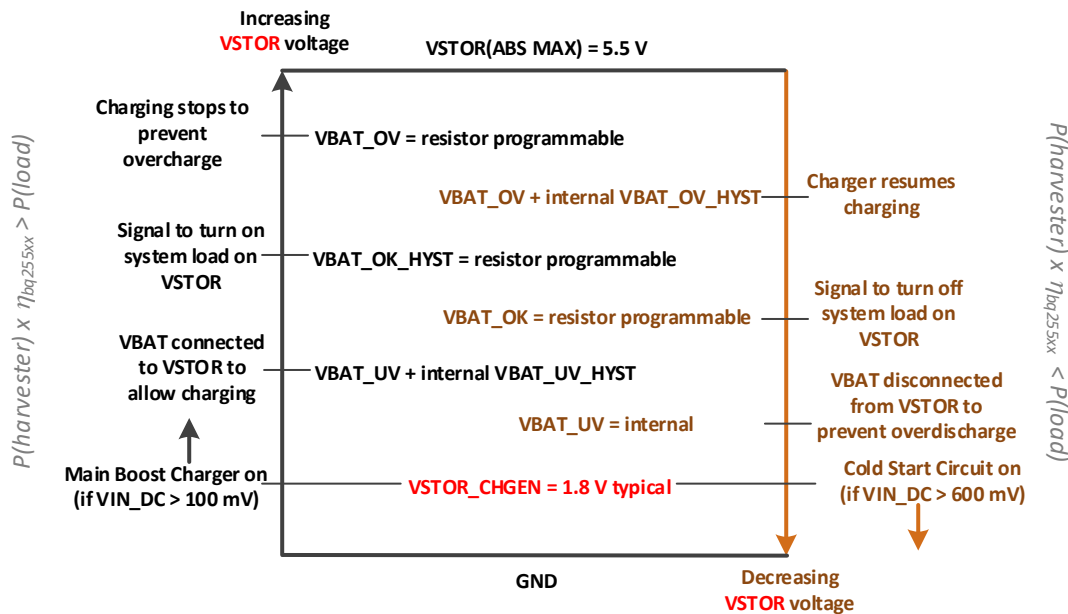 Increasing
VSTOR voltage
VSTOR(ABS MAX) = 5.5 V
Charging stops to
prevent
overcharge
VBAT_OV = resistor programmable
VBAT_OV + internal VBAT_OV_HYST
Charger resumes
charging
Signal to turn on
system load on
VSTOR
VBAT_OK_HYST = resistor programmable
VBAT_OK = resistor programmable
Signal to turn off
system load on
VSTOR
VBAT connected
to VSTOR to
allow charging
VBAT_UV + internal VBAT_UV_HYST
VBAT_UV = internal
VBAT disconnected
from VSTOR to
prevent overdischarge
Main Boost Charger on
(if VIN_DC > 100 mV)
VSTOR_CHGEN = 1.8 V typical
Cold Start Circuit on
(if VIN_DC > 600 mV)
GND
Decreasing
VSTOR voltage
P(harvester) x ηbq255xx > P(load)
P(harvester) x ηbq255xx < P(load)